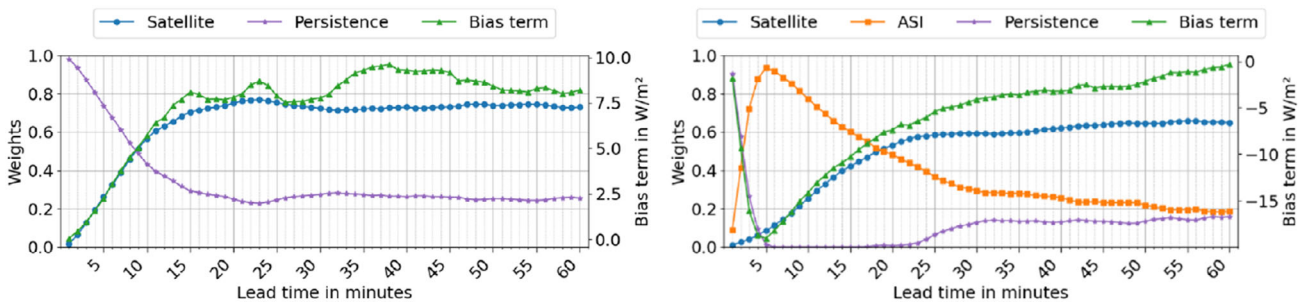 Satellite Persistence Bias term
Weights
1.0
0.8
0.6
0.4
0.2
0.0
10.0
7.5
5.0
2.5
0.0
Bias term in W/m²
5 10 15 20 25 30 35 40 45 50 55 60
Lead time in minutes
Satellite ASI Persistence Bias term
Weights
1.0
0.8
0.6
0.4
0.2
0.0
0
−5
−10
−15
Bias term in W/m²
5 10 15 20 25 30 35 40 45 50 55 60
Lead time in minutes